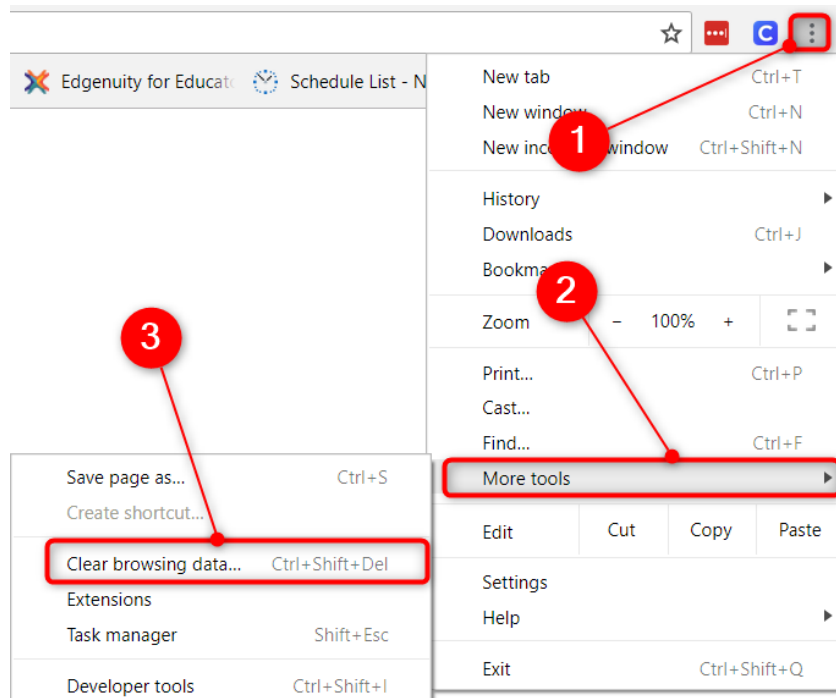 Edgenuity for Educat
Schedule List - N
New tab Ctrl+T
New window Ctrl+N
1
New window Ctrl+Shift+N
History
Downloads Ctrl+J
2
Zoom - 100% +
3
Print... Ctrl+P
Cast...
Find... Ctrl+F
More tools
Edit Cut Copy Paste
Settings
Help
Exit Ctrl+Shift+Q
Save page as... Ctrl+S
Create shortcut...
Clear browsing data... Ctrl+Shift+Del
Extensions
Task manager Shift+Esc
Developer tools Ctrl+Shift+I